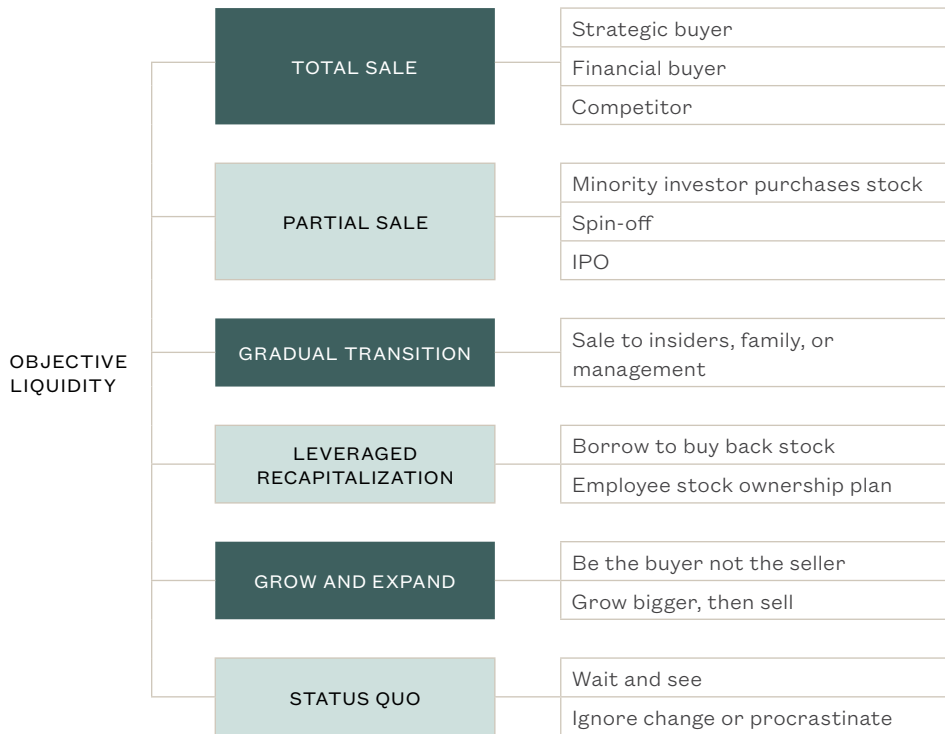 OBJECTIVE
LIQUIDITY
TOTAL SALE
Strategic buyer
Financial buyer
Competitor
PARTIAL SALE
Minority investor purchases stock
Spin-off
IPO
GRADUAL TRANSITION
Sale to insiders, family, or
management
LEVERAGED
RECAPITALIZATION
Borrow to buy back stock
Employee stock ownership plan
GROW AND EXPAND
Be the buyer not the seller
Grow bigger, then sell
STATUS QUO
Wait and see
Ignore change or procrastinate